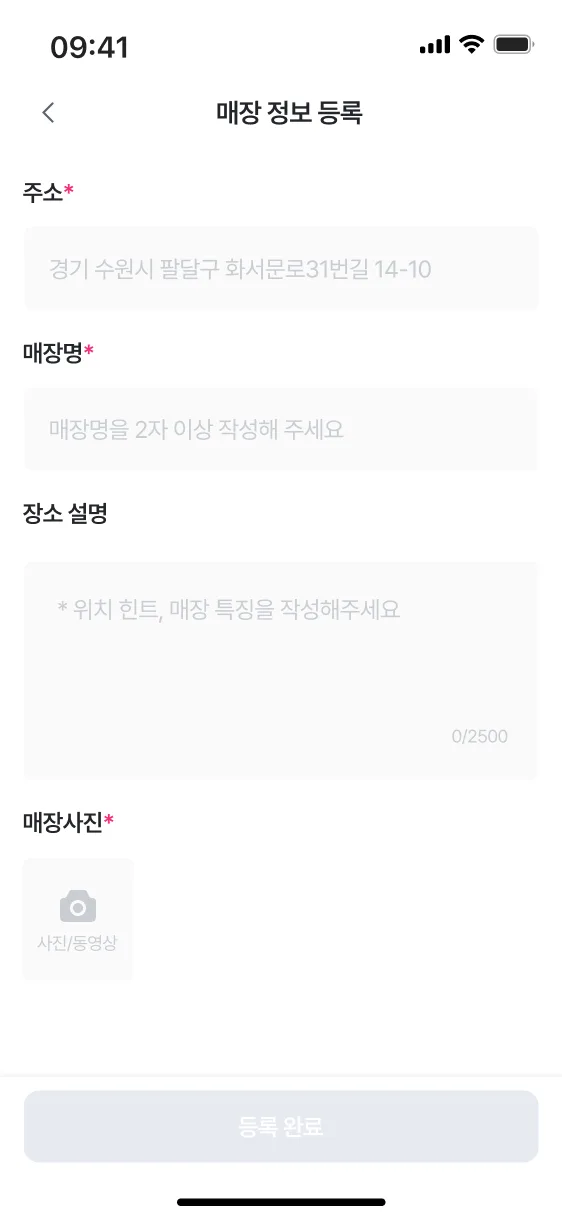 09:41
매장 정보 등록
주소*
경기 수원시 팔달구 화서문로31번길 14-10
매장명*
매장명을 2자 이상 작성해 주세요
장소 설명
* 위치 힌트, 매장 특징을 작성해주세요
0/2500
매장사진*
사진/동영상
등록 완료